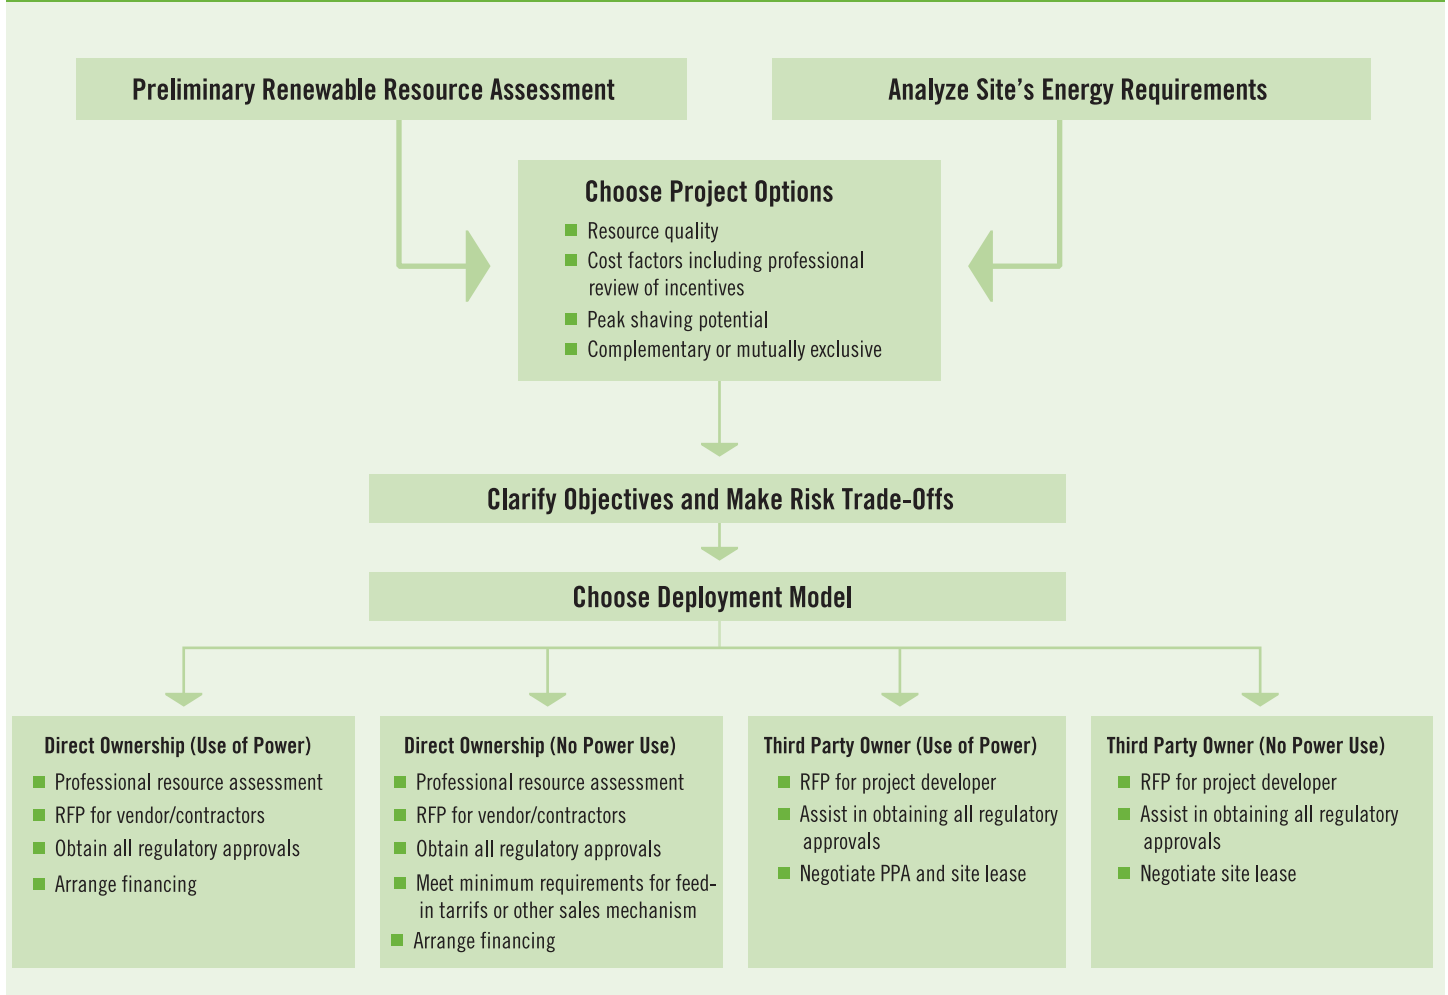 Preliminary Renewable Resource Assessment
Analyze Site's Energy Requirements
Choose Project Options
Resource quality
Cost factors including professional
review of incentives
Peak shaving potential
Complementary or mutually exclusive
Clarify Objectives and Make Risk Trade-Offs
Choose Deployment Model
Direct Ownership (Use of Power)
Professional resource assessment
RFP for vendor/contractors
Obtain all regulatory approvals
Arrange financing
Direct Ownership (No Power Use)
Professional resource assessment
RFP for vendor/contractors
Obtain all regulatory approvals
Meet minimum requirements for feed-
in tarrifs or other sales mechanism
Arrange financing
Third Party Owner (Use of Power)
RFP for project developer
Assist in obtaining all regulatory
approvals
Negotiate PPA and site lease
Third Party Owner (No Power Use)
RFP for project developer
Assist in obtaining all regulatory
approvals
Negotiate site lease